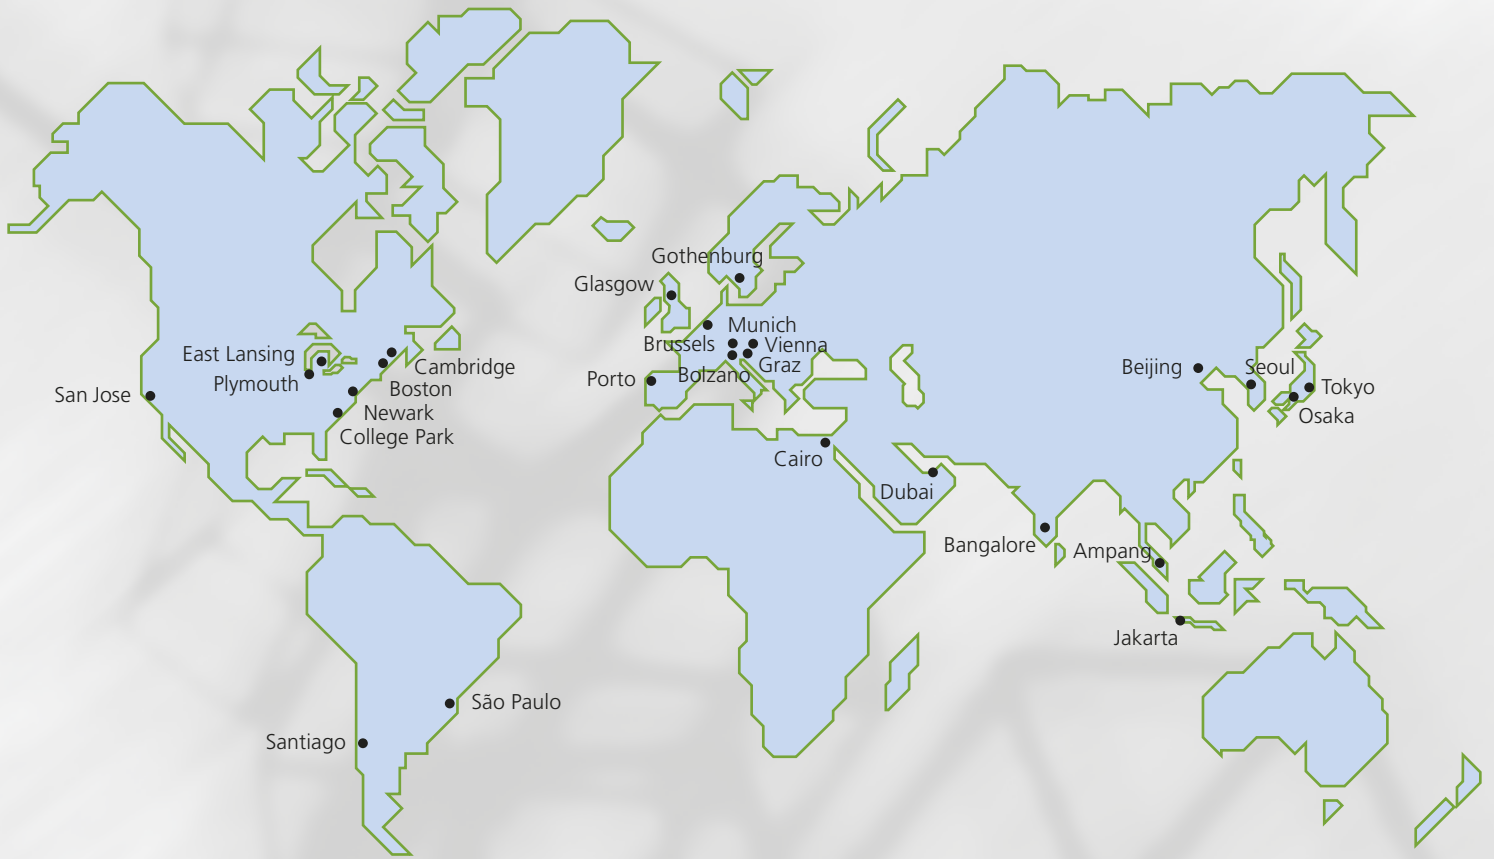 Gothenburg
Glasgow
Munich
Brussels
Vienna
East Lansing
Graz
Cambridge
Beijing
Seoul
Plymouth
Porto
Bolzano
Boston
Tokyo
San Jose
Newark
Osaka
College Park
Cairo
Dubai
Bangalore
Ampang
Jakarta
São Paulo
Santiago